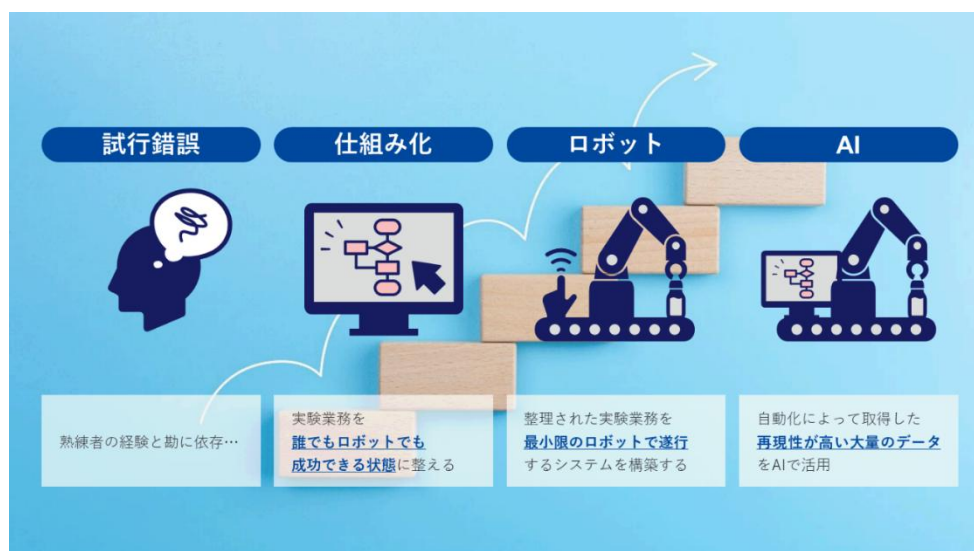 試行錯誤
熟練者の経験と勘に依存…
仕組み化
実験業務を
誰でもロボットでも
成功できる状態に整える
ロボット
整理された実験業務を
最小限のロボットで遂行
するシステムを構築する
AI
自動化によって取得した
再現性が高い大量のデータ
をAIで活用